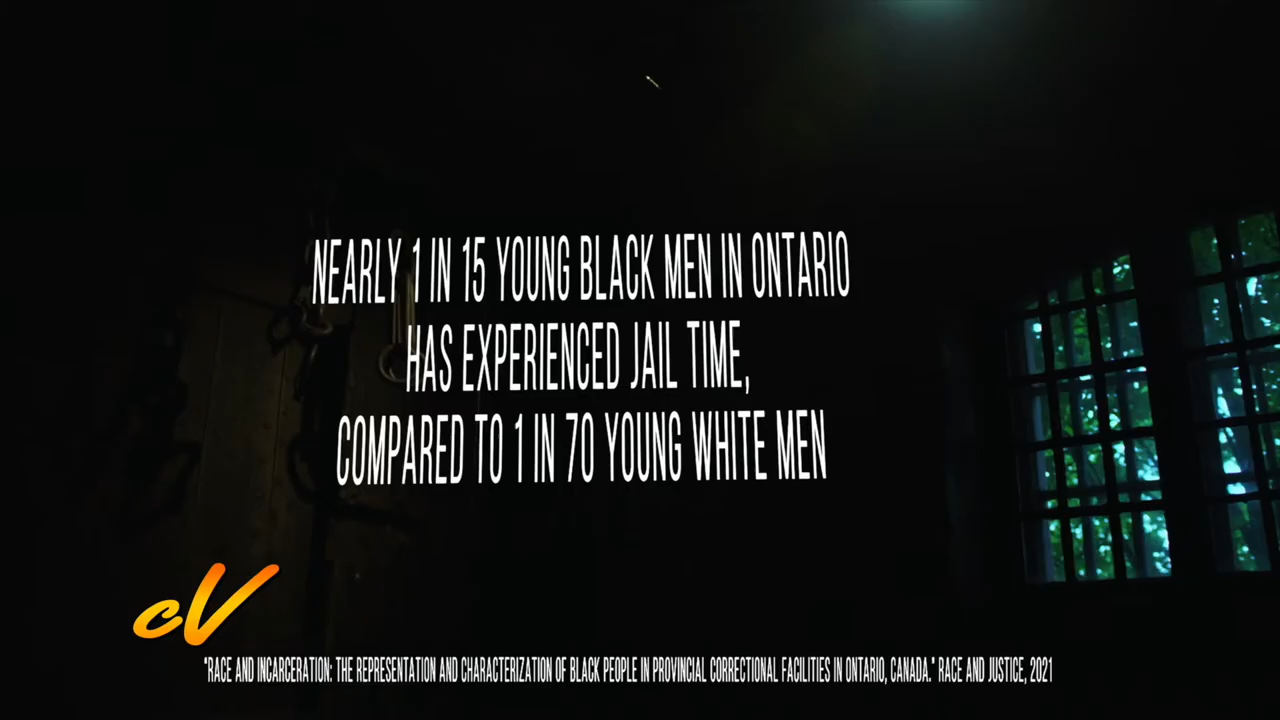 NEARLY 1 IN 15 YOUNG BLACK MEN IN ONTARIO
HAS EXPERIENCED JAIL TIME,
COMPARED TO 1 IN 70 YOUNG WHITE MEN
cV
"RACE AND INCARCERATION: THE REPRESENTATION AND CHARACTERIZATION OF BLACK PEOPLE IN PROVINCIAL CORRECTIONAL FACILITIES IN ONTARIO, CANADA." RACE AND JUSTICE, 2021